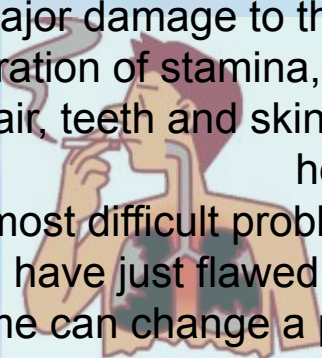 ajor damage to th
ration of stamina,
air, teeth and skin
he
most difficult probl
have just flawed
me can change a p